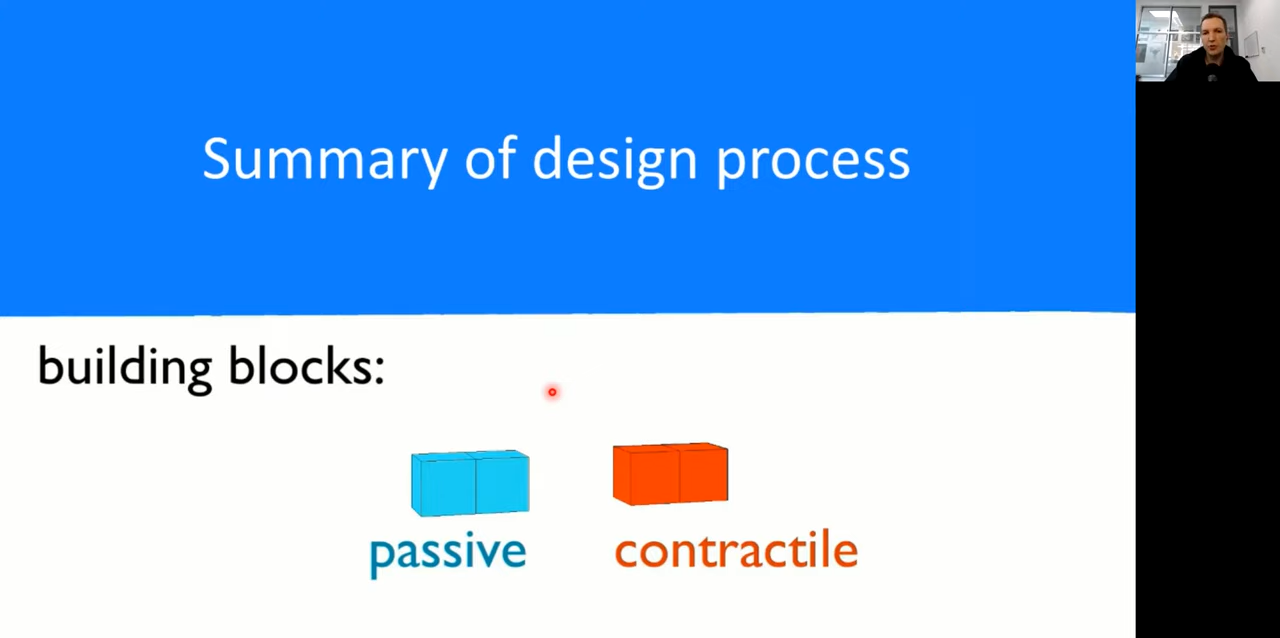 Summary of design process
building blocks:
passive contractile